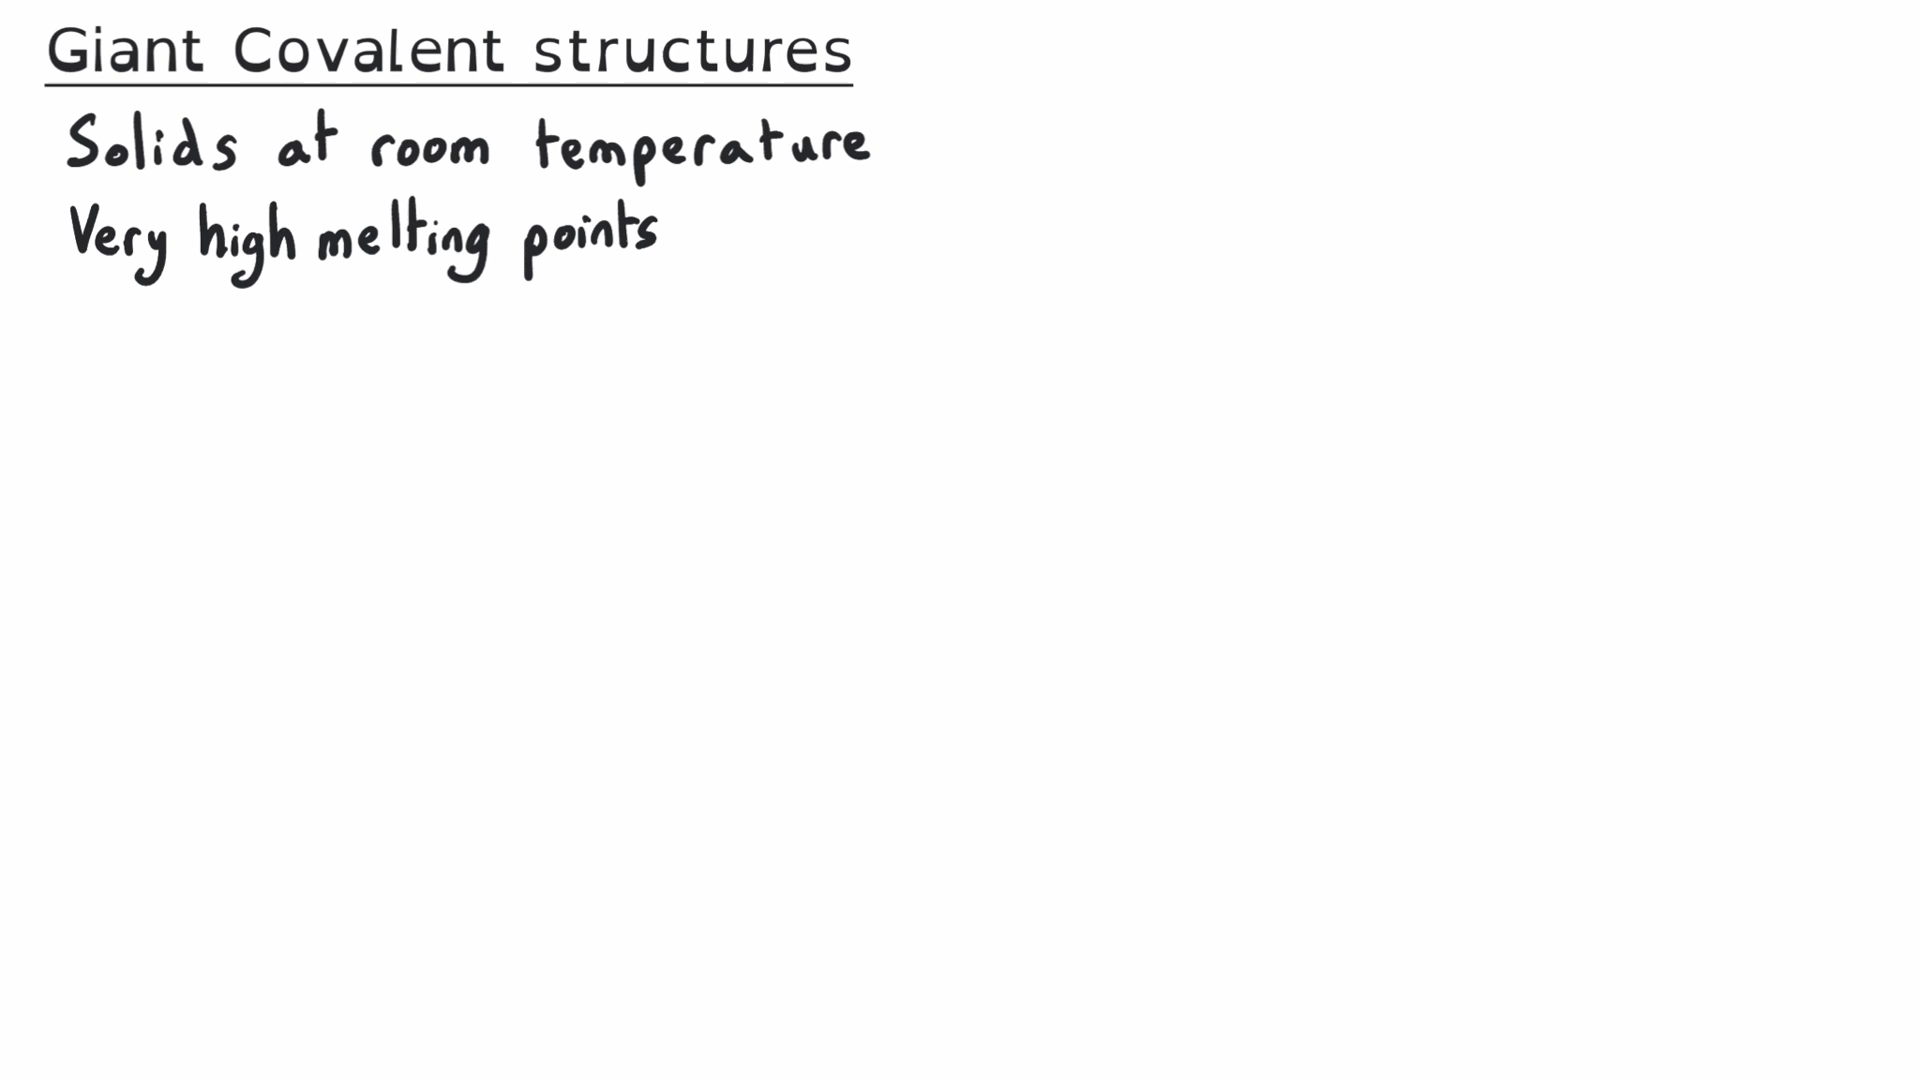 Giant Covalent structures
Solids at room temperature
Very high melting points